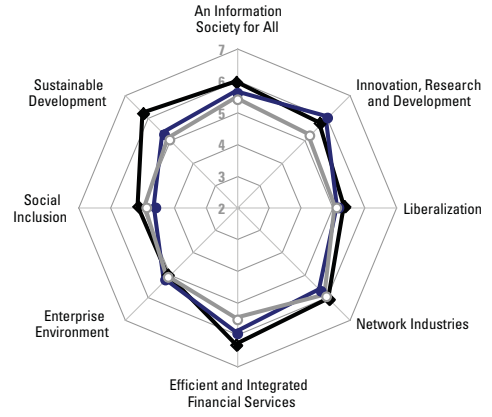 An Information
Society for All
7
6
5
4
3
2
Innovation, Research
and Development
Liberalization
Network Industries
Efficient and Integrated
Financial Services
Enterprise
Environment
Social
Inclusion
Sustainable
Development